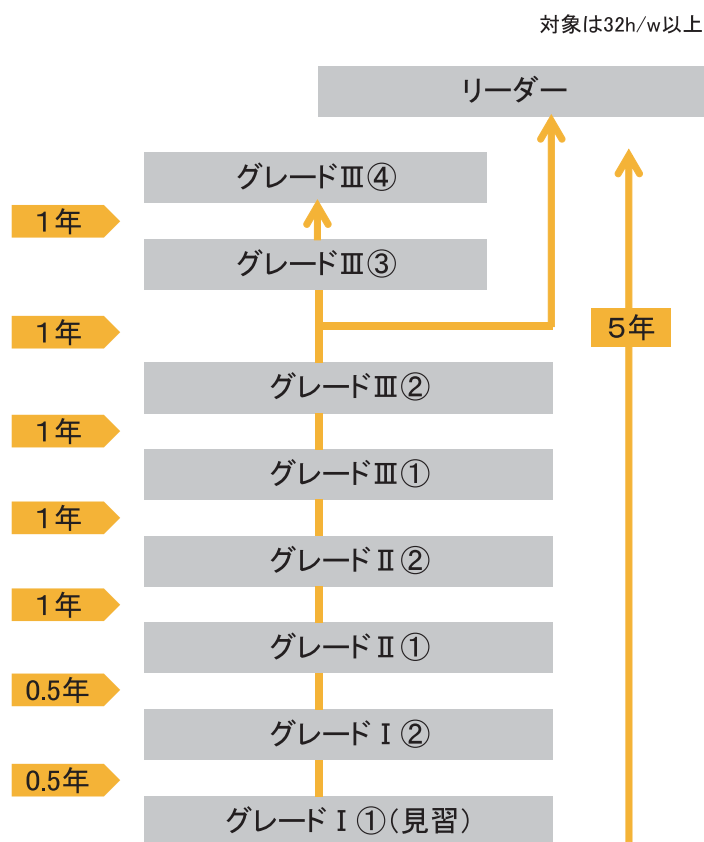 対象は32h/w以上
リーダー
グレードⅢ④
1年
グレードⅢ③
1年
5年
グレードⅢ②
1年
グレードⅢ①
1年
グレードⅡ②
1年
グレードⅡ①
0.5年
グレードⅠ②
0.5年
グレードⅠ①(見習)